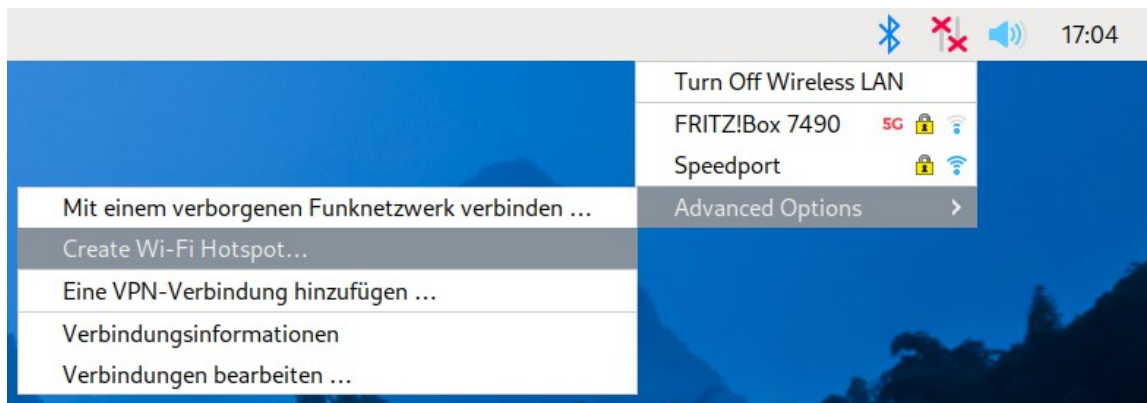 17:04
Turn Off Wireless LAN
FRITZ!Box 7490 5G
Speedport
Advanced Options
Mit einem verborgenen Funknetzwerk verbinden ...
Create Wi-Fi Hotspot...
Eine VPN-Verbindung hinzufügen ...
Verbindungsinformationen
Verbindungen bearbeiten ...